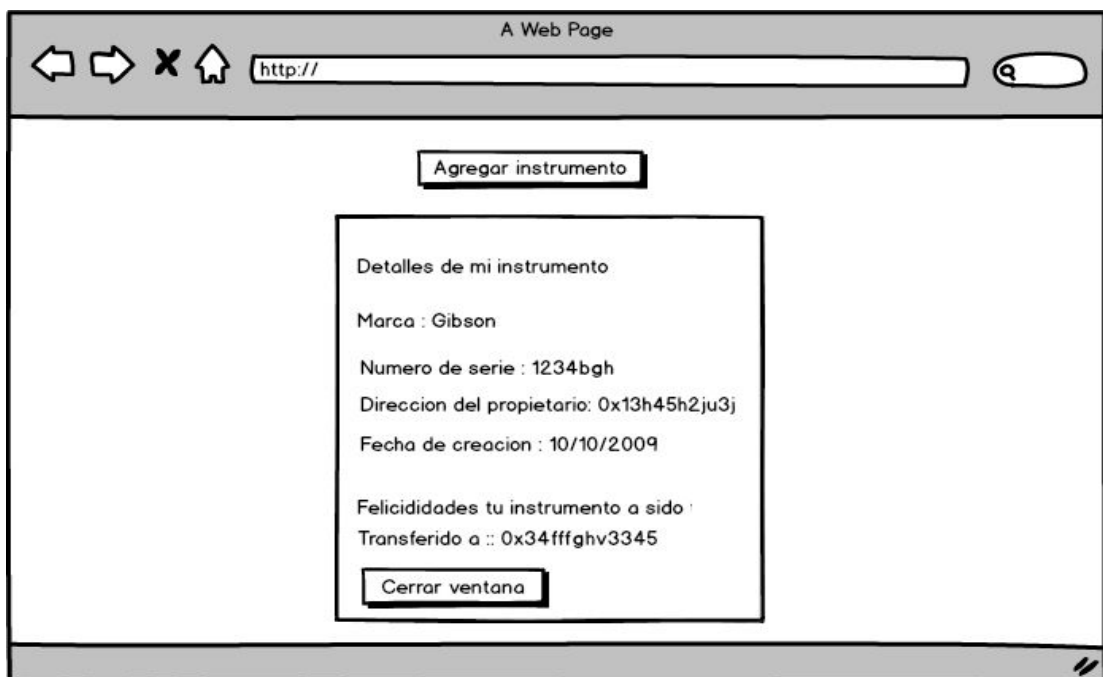 A Web Page
http://
Agregar instrumento
Detalles de mi instrumento
Marca : Gibson
Numero de serie : 1234bgh
Direccion del propietario: 0x13h45h2ju3j
Fecha de creacion : 10/10/2009
Felicididades tu instrumento a sido
Transferido a :: 0x34fffghv3345
Cerrar ventana